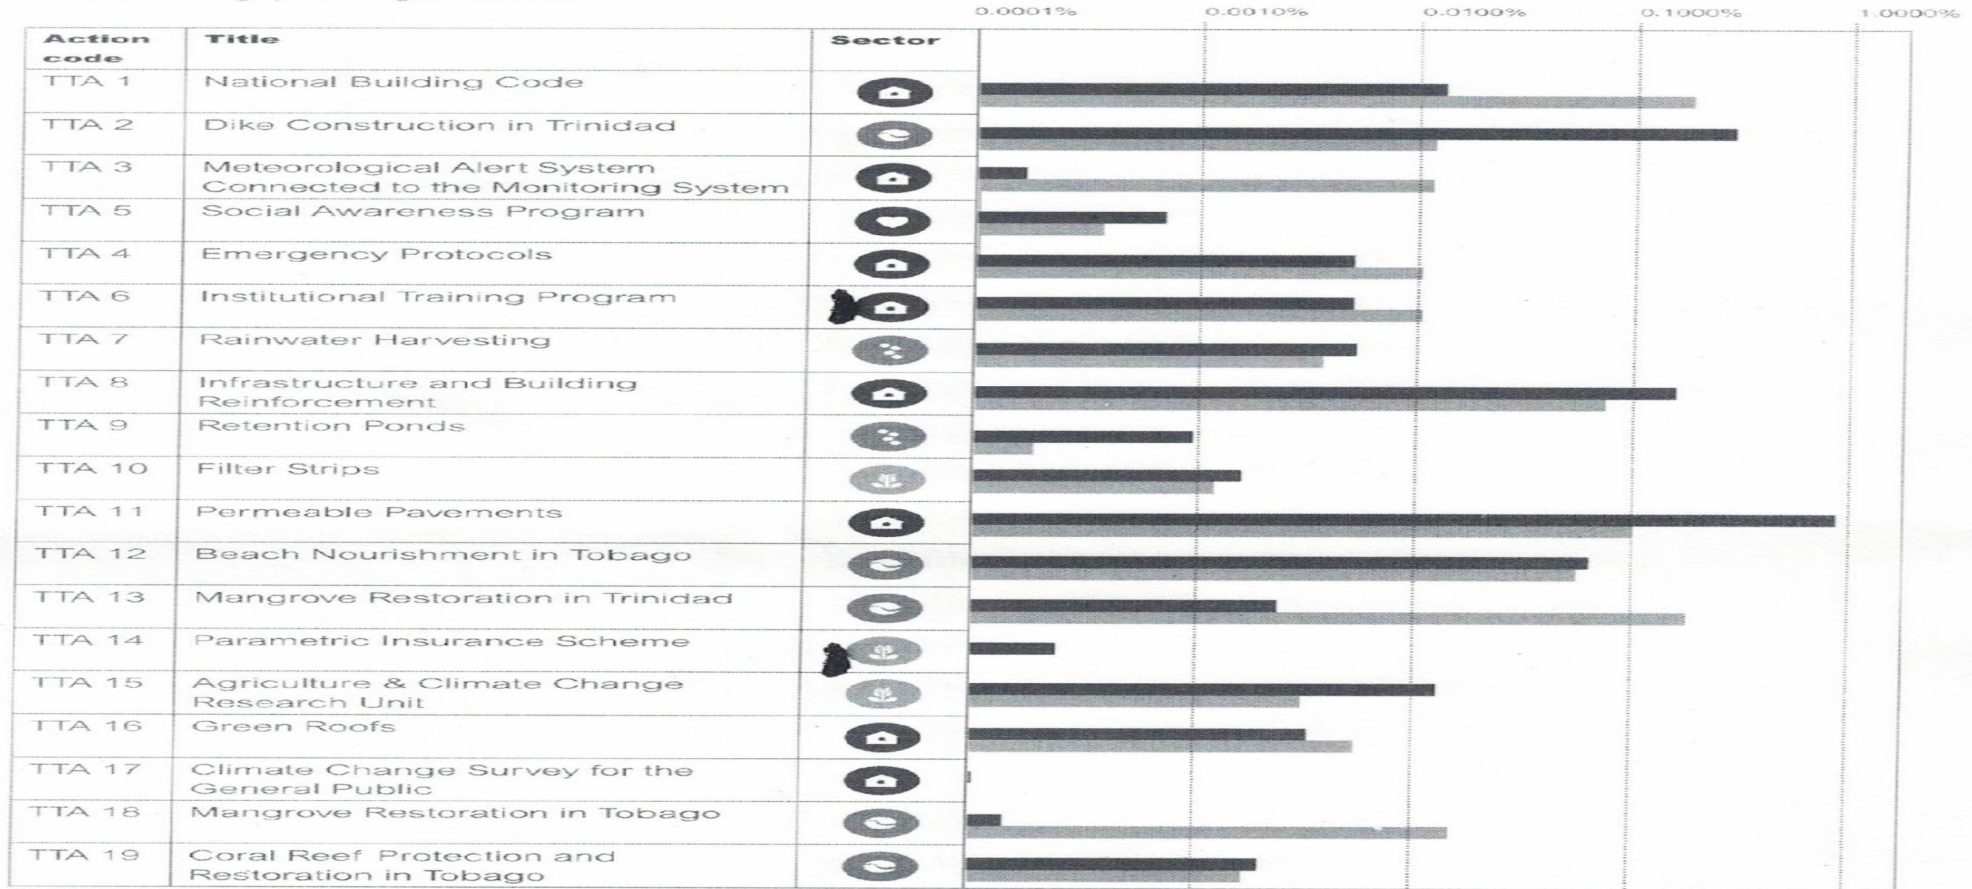 0.0001% 0.0010% 0.0100% 0.1000% 1.0000%
Action code Title Sector
TTA 1 National Building Code
TTA 2 Dike Construction in Trinidad
TTA 3 Meteorological Alert System
Connected to the Monitoring System
TTA 5 Social Awareness Program
TTA 4 Emergency Protocols
TTA 6 Institutional Training Program
TTA 7 Rainwater Harvesting
TTA 8 Infrastructure and Building
Reinforcement
TTA 9 Retention Ponds
TTA 10 Filter Strips
TTA 11 Permeable Pavements
TTA 12 Beach Nourishment in Tobago
TTA 13 Mangrove Restoration in Trinidad
TTA 14 Parametric Insurance Scheme
TTA 15 Agriculture & Climate Change
Research Unit
TTA 16 Green Roofs
TTA 17 Climate Change Survey for the
General Public
TTA 18 Mangrove Restoration in Tobago
TTA 19 Coral Reef Protection and
Restoration in Tobago